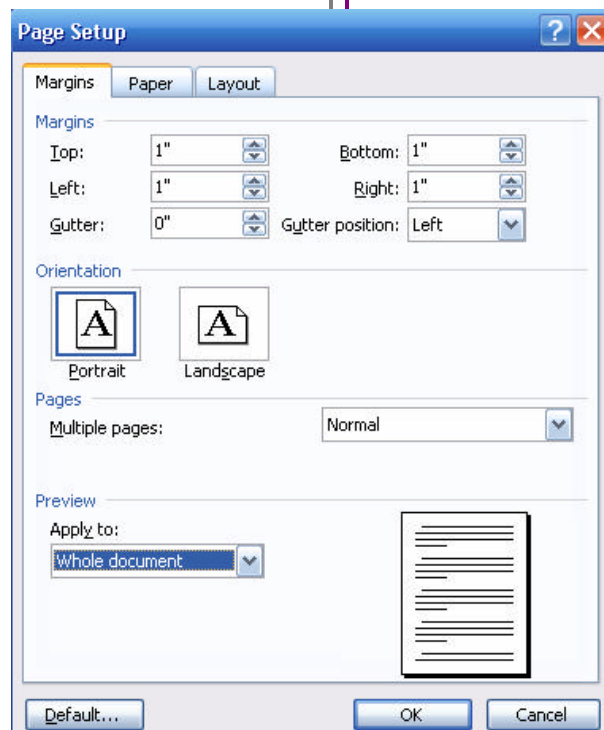 Page Setup
Margins Paper Layout
Margins
Top: 1" Bottom: 1"
Left: 1" Right: 1"
Gutter: 0" Gutter position: Left
Orientation
A A
Portrait Landscape
Pages
Multiple pages: Normal
Preview
Apply to:
Whole document
Default... OK Cancel